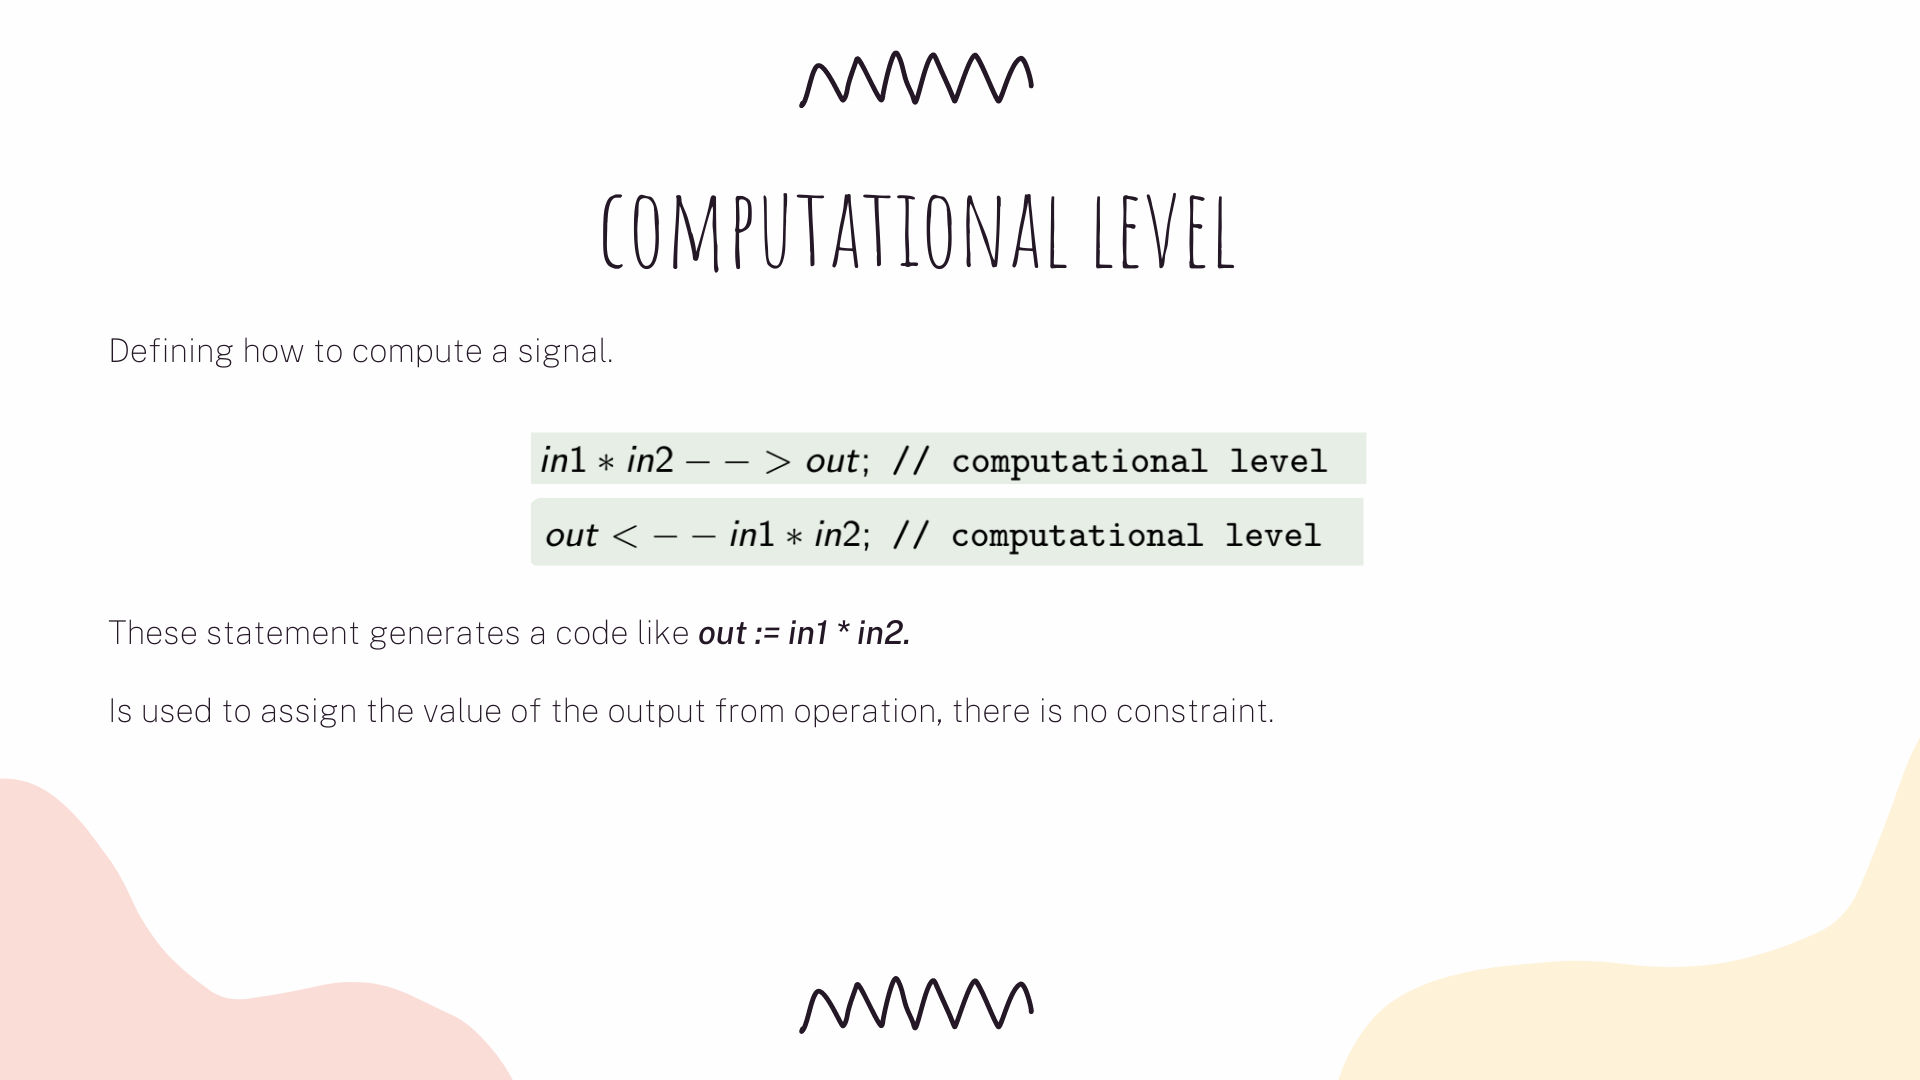 COMPUTATIONAL LEVEL
Defining how to compute a signal.
in1 * in2 − − > out; // computational level
out < − − in1 * in2; // computational level
These statement generates a code like out := in1 * in2.
Is used to assign the value of the output from operation, there is no constraint.